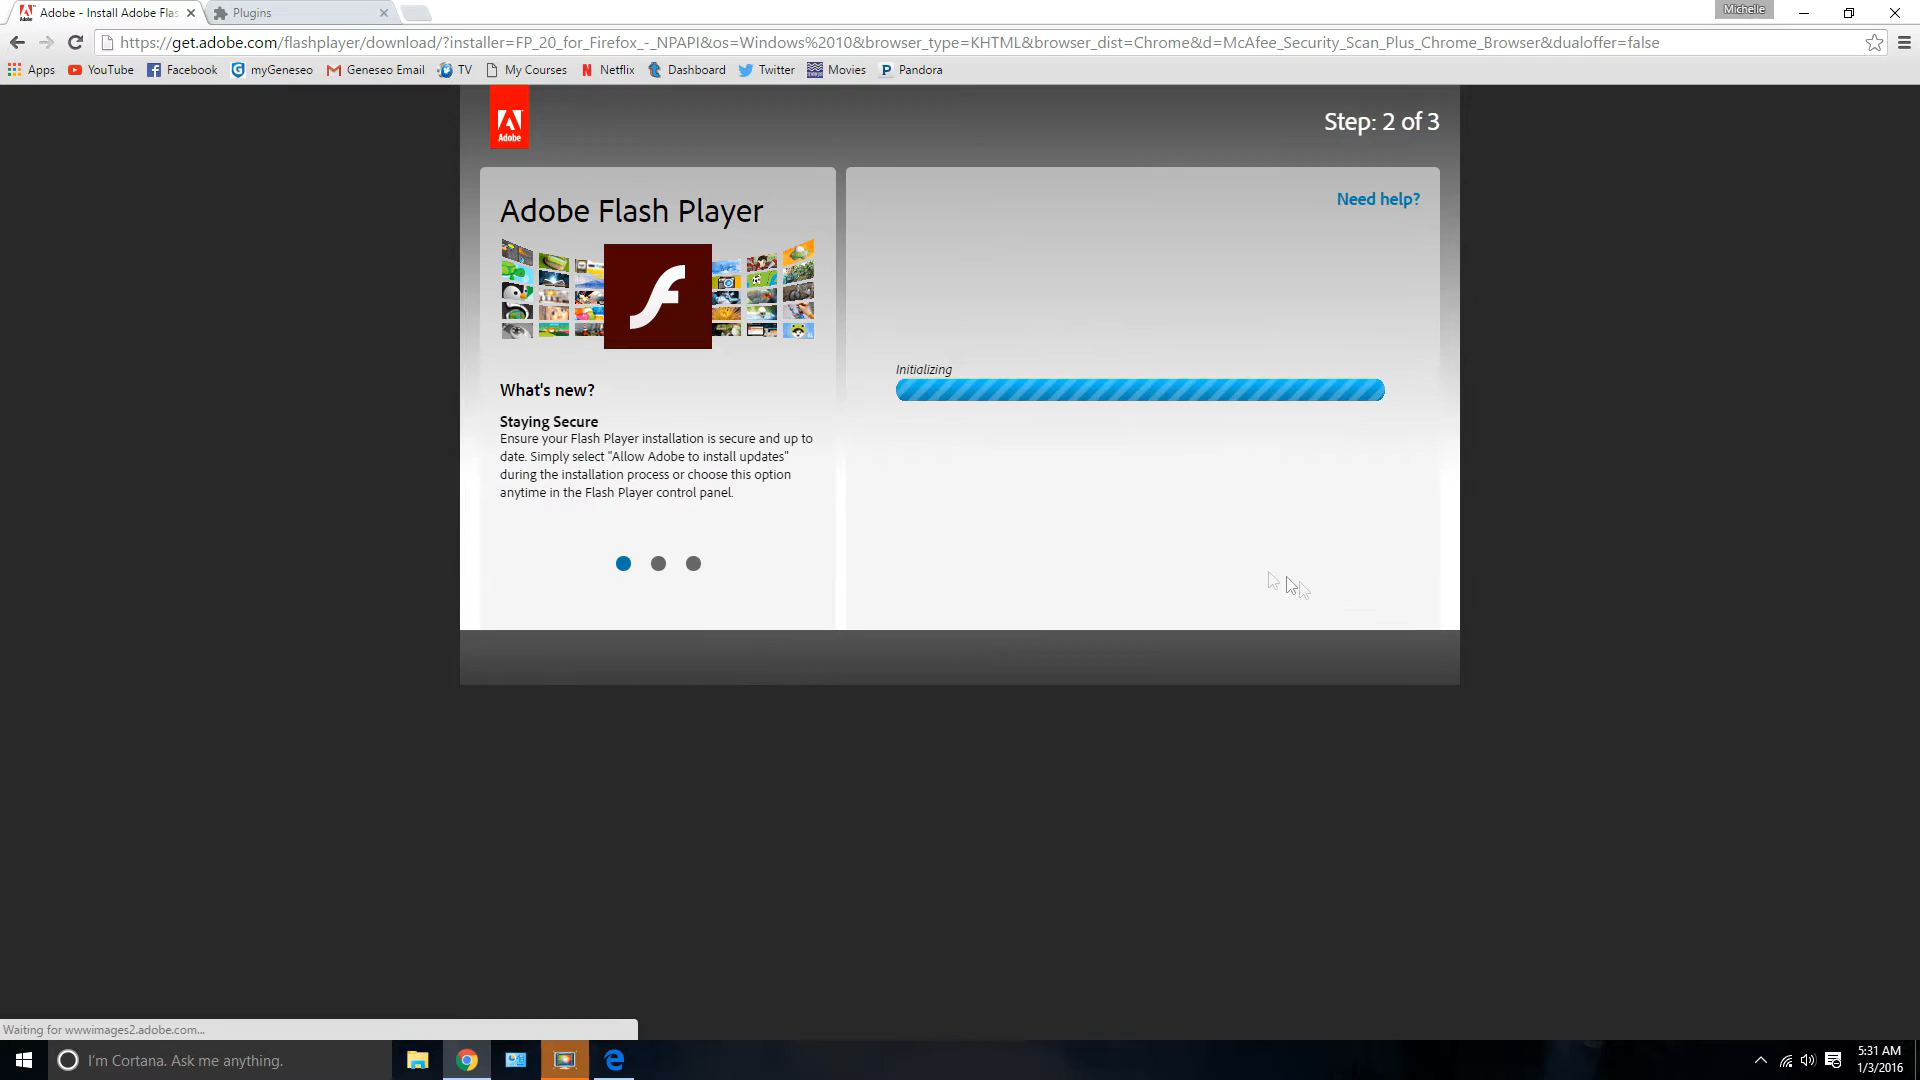 Adobe - Install Adobe Flas
Plugins
Michelle
https://get.adobe.com/flashplayer/download/?installer=FP_20_for_Firefox_-_NPAPI&os=Windows%2010&browser_type=KHTML&browser_dist=Chrome&d=McAfee_Security_Scan_Plus_Chrome_Browser&dualoffer=false
Apps YouTube Facebook myGeneseo Geneseo Email TV My Courses Netflix Dashboard Twitter Movies Pandora
Adobe
Step: 2 of 3
Adobe Flash Player
Need help?
Initializing
What's new?
Staying Secure
Ensure your Flash Player installation is secure and up to
date. Simply select "Allow Adobe to install updates"
during the installation process or choose this option
anytime in the Flash Player control panel.
Waiting for wwwimages2.adobe.com...
I'm Cortana. Ask me anything.
5:31 AM
1/3/2016